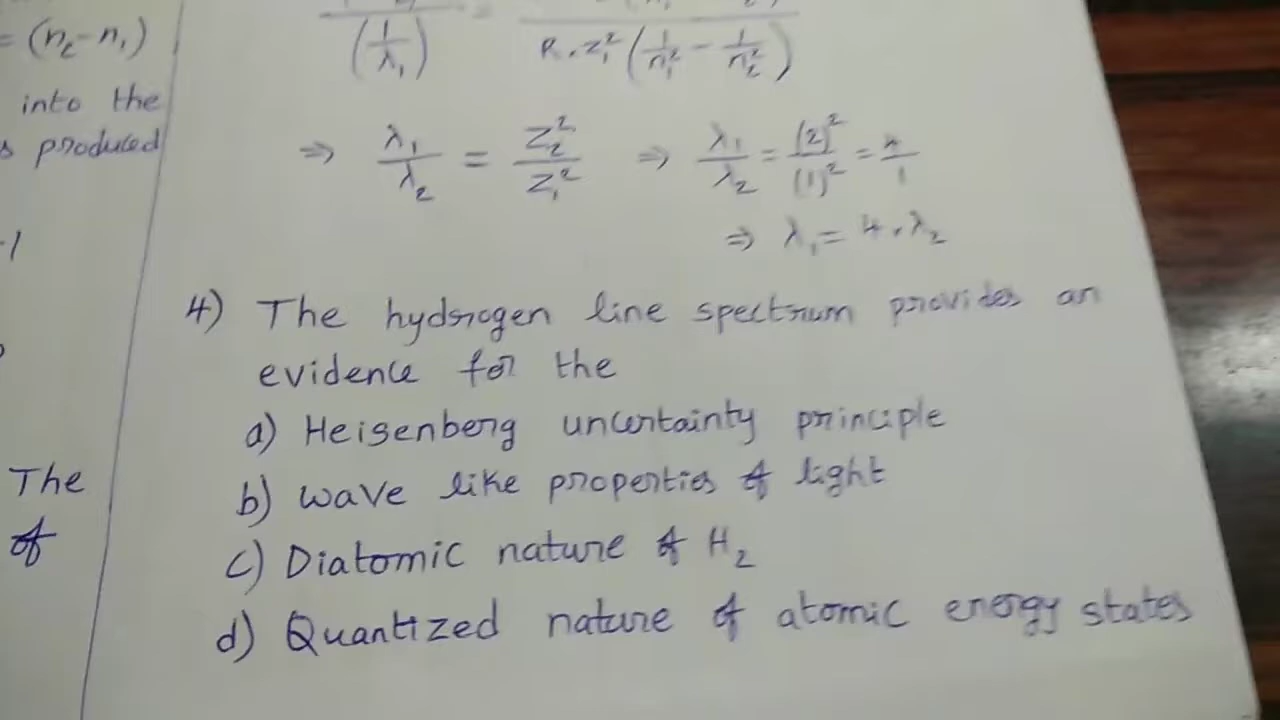 = (n₂-n₁)
into the
produced
-1
The
of
(1/λ₁) = R.Z₁²(1/n₁² - 1/n₂²)
⇒ λ₁/λ₂ = Z₂²/Z₁² ⇒ λ₁/λ₂ = (2)²/(1)² = 4/1
⇒ λ₁ = 4.λ₂
4) The hydrogen line spectrum provides an
evidence for the
a) Heisenberg uncertainty principle
b) wave like properties of light
c) Diatomic nature of H₂
d) Quantized nature of atomic energy states